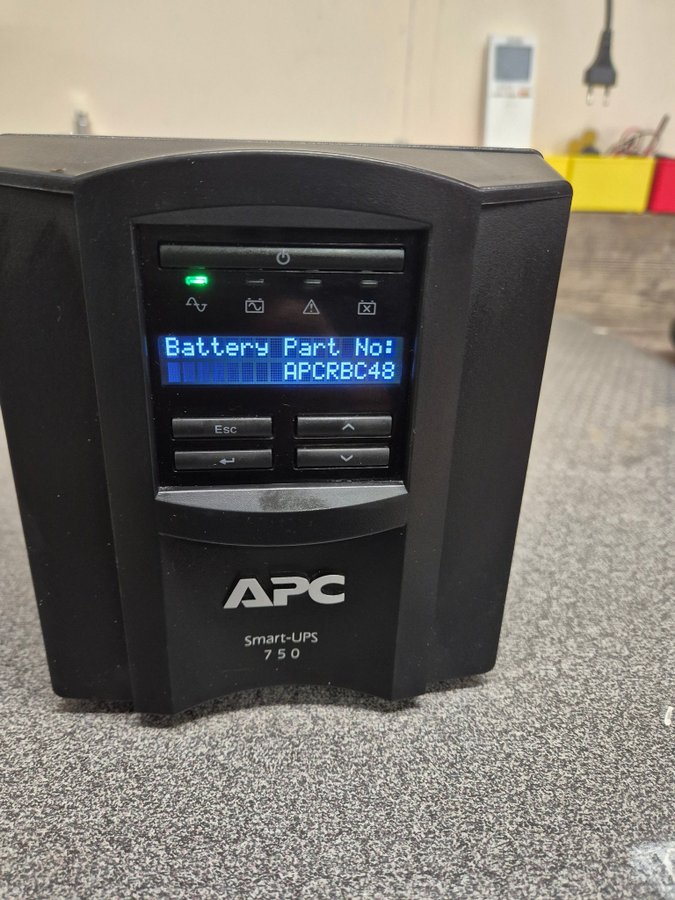 Battery Part No:
APCRBC48
Esc
APC
Smart-UPS
750